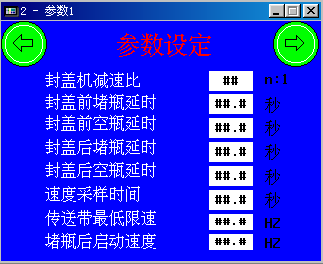 2 - 参数1
参数设定
封盖机减速比 ## n:1
封盖前堵瓶延时 ##.# 秒
封盖前空瓶延时 ##.# 秒
封盖后堵瓶延时 ##.# 秒
封盖后空瓶延时 ##.# 秒
速度采样时间 ##.# 秒
传送带最低限速 ##.# HZ
堵瓶后启动速度 ##.# HZ